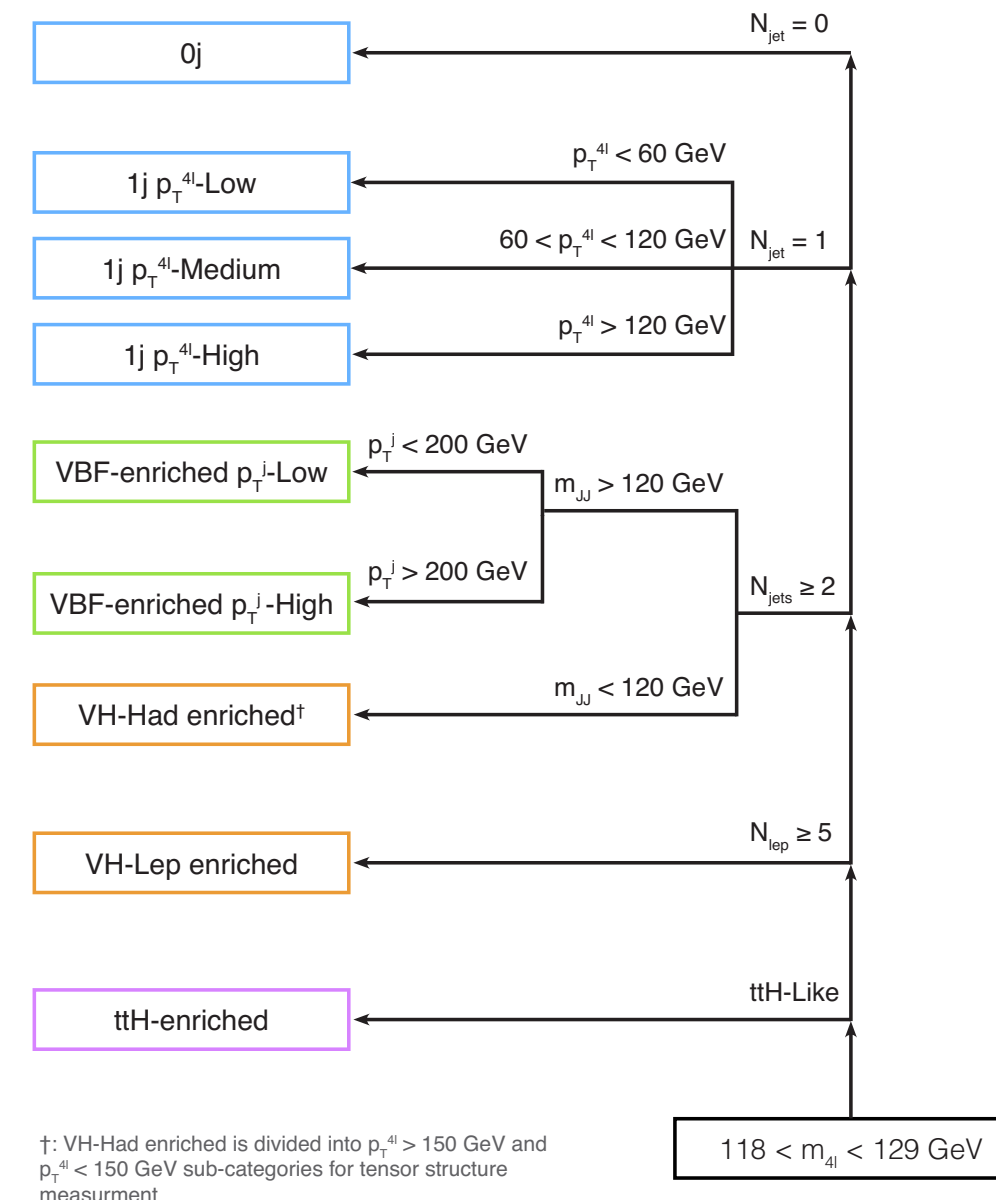 N_jet = 0
0j
p_T^4l < 60 GeV
1j p_T^4l-Low
60 < p_T^4l < 120 GeV
N_jet = 1
1j p_T^4l-Medium
p_T^4l > 120 GeV
1j p_T^4l-High
p_T^j < 200 GeV
VBF-enriched p_T^j-Low
m_JJ > 120 GeV
p_T^j > 200 GeV
N_jets ≥ 2
VBF-enriched p_T^j-High
m_JJ < 120 GeV
VH-Had enriched†
N_lep ≥ 5
VH-Lep enriched
ttH-Like
ttH-enriched
†: VH-Had enriched is divided into p_T^4l > 150 GeV and
p_T^4l < 150 GeV sub-categories for tensor structure
measurment
118 < m_4l < 129 GeV